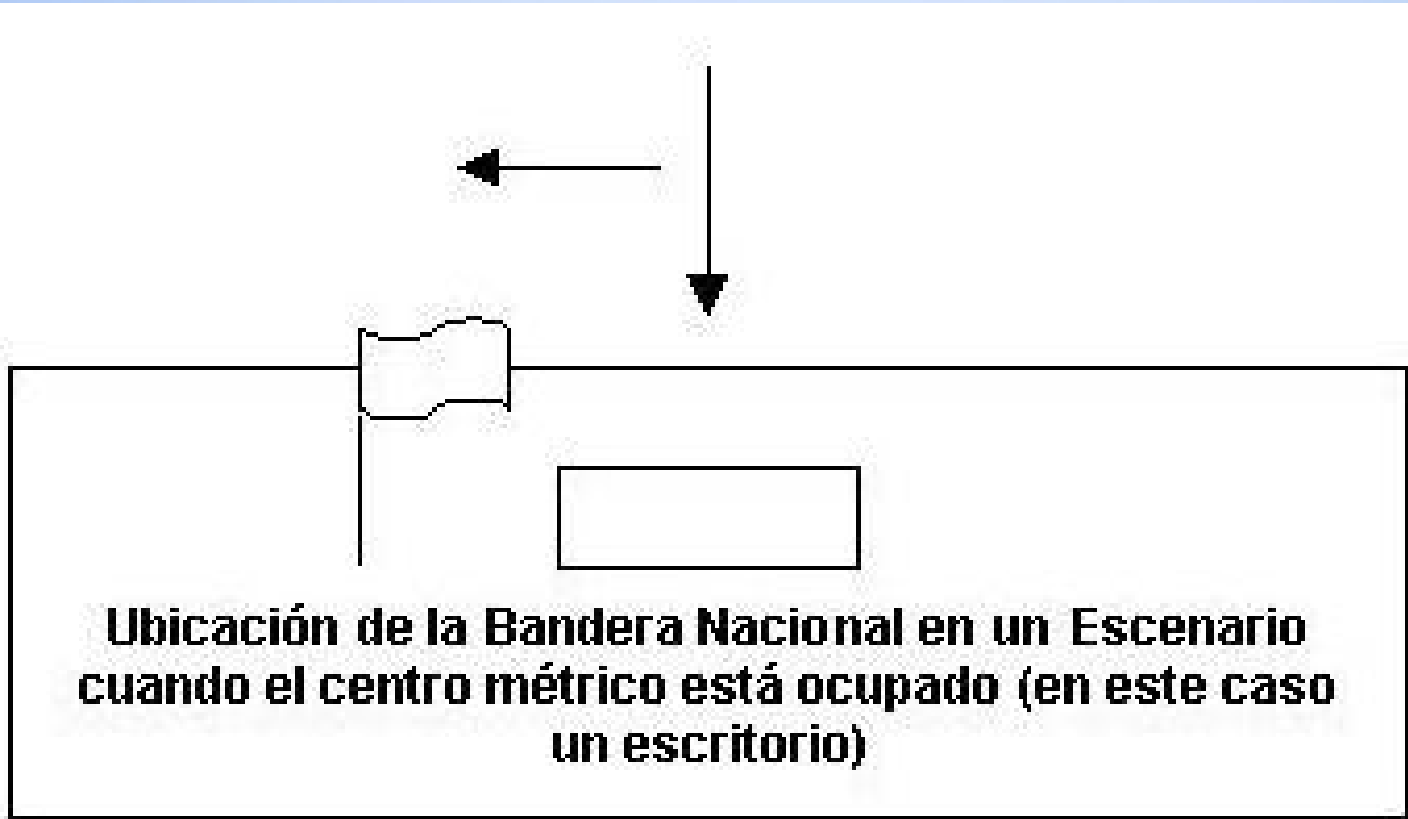 Ubicación de la Bandera Nacional en un Escenario
cuando el centro métrico está ocupado (en este caso
un escritorio)